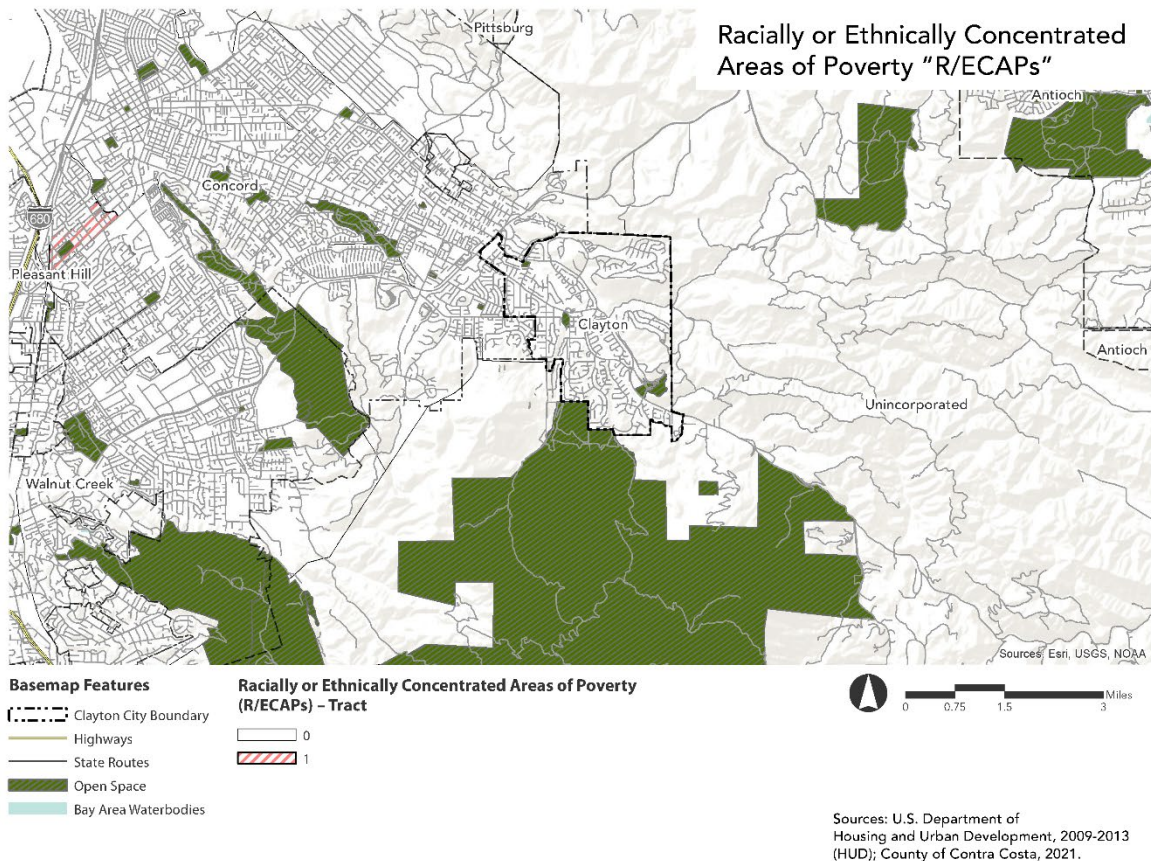 Racially or Ethnically Concentrated
Areas of Poverty "R/ECAPs"
Pittsburg
Antioch
Concord
680
Pleasant Hill
Clayton
Antioch
Unincorporated
Walnut Creek
Sources: Esri, USGS, NOAA
Basemap Features
Clayton City Boundary
Highways
State Routes
Open Space
Bay Area Waterbodies
Racially or Ethnically Concentrated Areas of Poverty
(R/ECAPs) – Tract
0
1
Miles
0 0.75 1.5 3
Sources: U.S. Department of
Housing and Urban Development, 2009-2013
(HUD); County of Contra Costa, 2021.